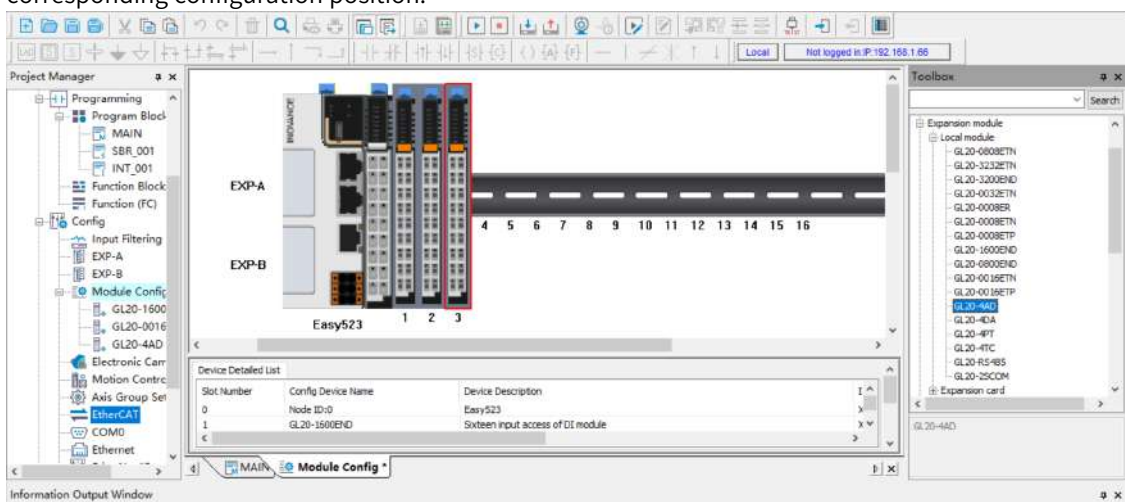 corresponding configuration position.
Local
Not logged in:IP:192.168.1.66
Project Manager
Programming
Program Block
MAIN
SBR_001
INT_001
Function Block
Function (FC)
Config
Input Filtering
EXP-A
EXP-B
Module Config
GL20-1600
GL20-0016
GL20-4AD
Electronic Cam
Motion Contro
Axis Group Set
EtherCAT
COM0
Ethernet
INOVANCE
EXP-A
EXP-B
4 5 6 7 8 9 10 11 12 13 14 15 16
1 2 3
Easy523
Device Detailed List
Slot Number Config Device Name Device Description
0 Node ID:0 Easy523
1 GL20-1600END Sixteen input access of DI module
MAIN
Module Config *
Toolbox
Search
Expansion module
Local module
GL20-0808ETN
GL20-3232ETN
GL20-3200END
GL20-0032ETN
GL20-0008ER
GL20-0008ETN
GL20-0008ETP
GL20-1600END
GL20-0800END
GL20-0016ETN
GL20-0016ETP
GL20-4AD
GL20-4DA
GL20-4PT
GL20-4TC
GL20-RS485
GL20-2SCOM
Expansion card
GL20-4AD
Information Output Window